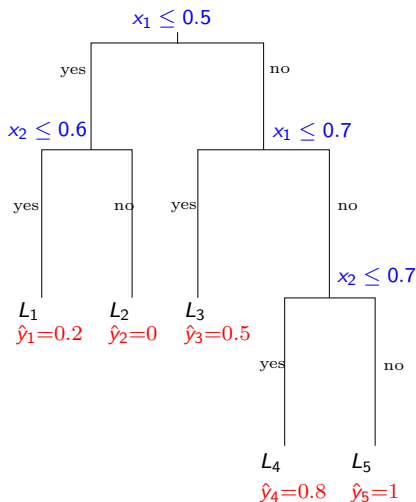 x₁ ≤ 0.5
yes
no
x₂ ≤ 0.6
x₁ ≤ 0.7
yes
no
yes
no
x₂ ≤ 0.7
L₁
L₂
L₃
ŷ₁=0.2
ŷ₂=0
ŷ₃=0.5
yes
no
L₄
L₅
ŷ₄=0.8
ŷ₅=1